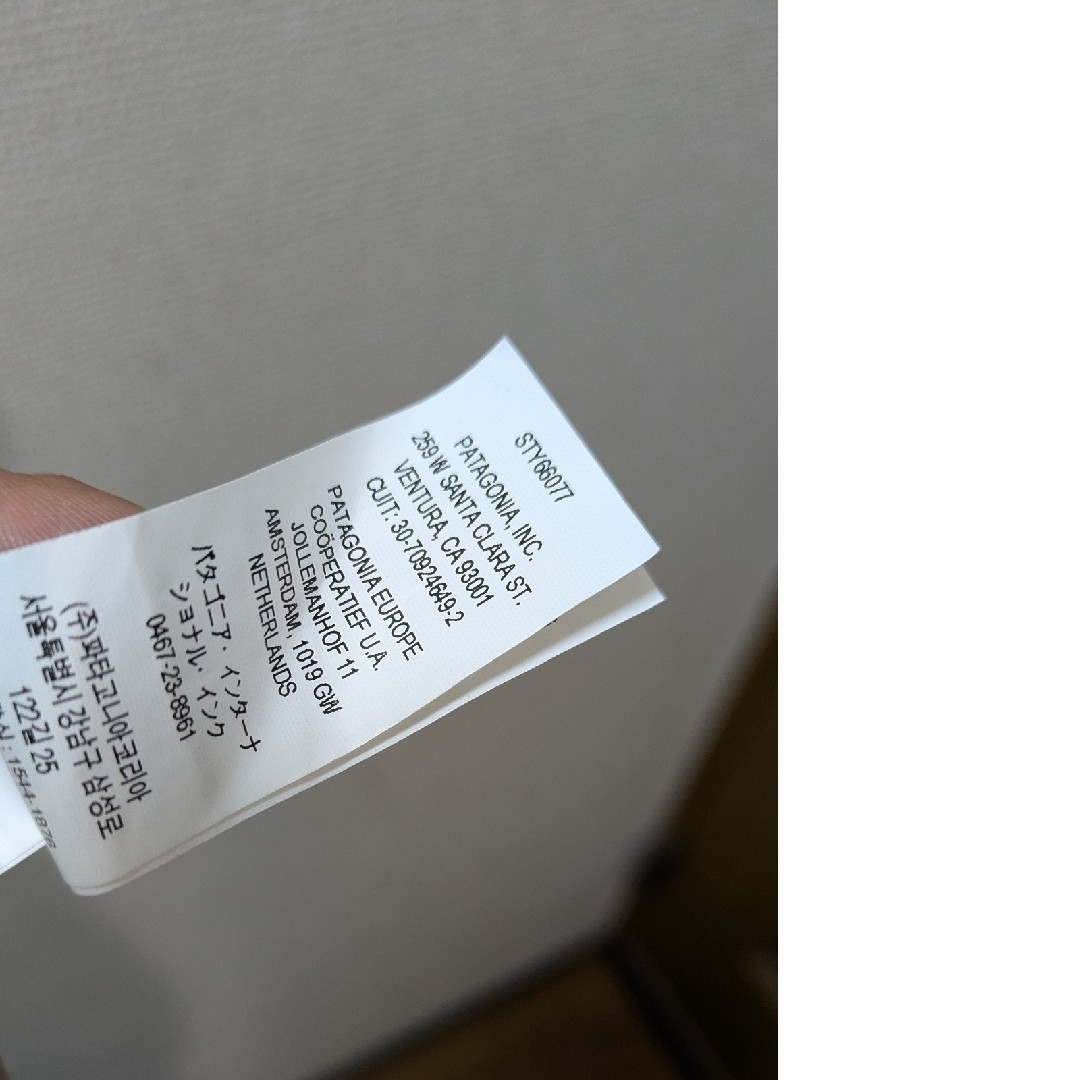 STY66077
PATAGONIA, INC.
259 W SANTA CLARA ST.
VENTURA, CA 93001
CUIT: 30-70924649-2
PATAGONIA EUROPE
COÖPERATIEF U.A.
JOLLEMANHOF 11
AMSTERDAM, 1019 GW
NETHERLANDS
パタゴニア・インターナ
ショナル・インク
0467-23-8961
(주)파타고니아코리아
서울특별시 강남구 삼성로
122길 25
: 1544-1876